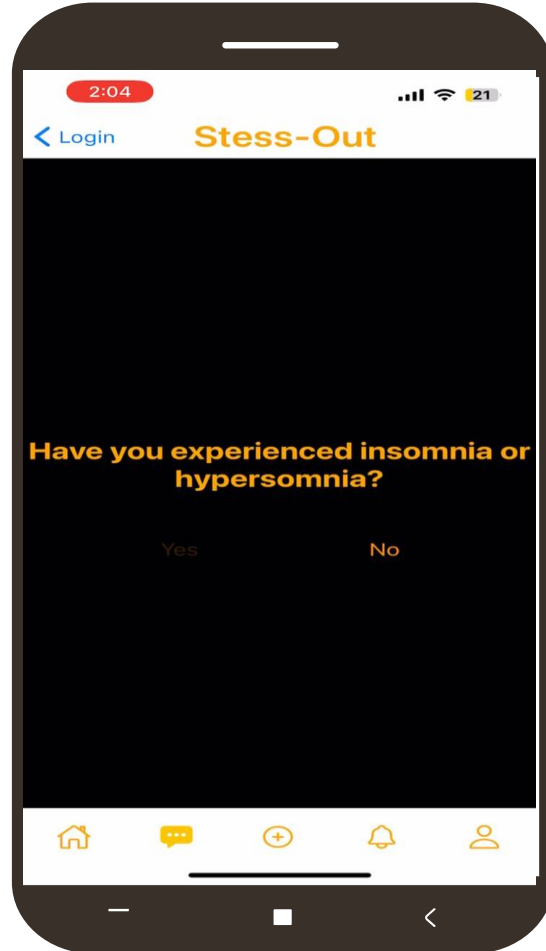 2:04
21
Login
Stess-Out
Have you experienced insomnia or
hypersomnia?
Yes
No